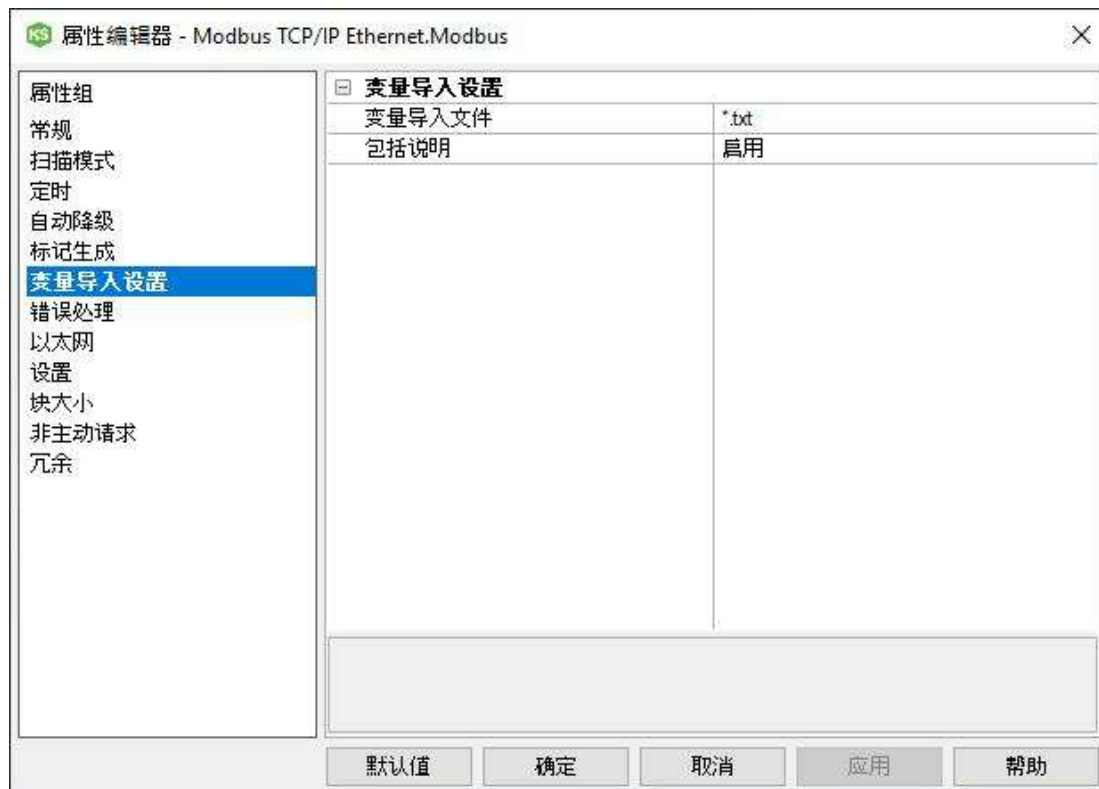 KS 属性编辑器 - Modbus TCP/IP Ethernet.Modbus
属性组
常规
扫描模式
定时
自动降级
标记生成
变量导入设置
错误处理
以太网
设置
块大小
非主动请求
冗余
变量导入设置
变量导入文件 *.txt
包括说明 启用
默认值 确定 取消 应用 帮助